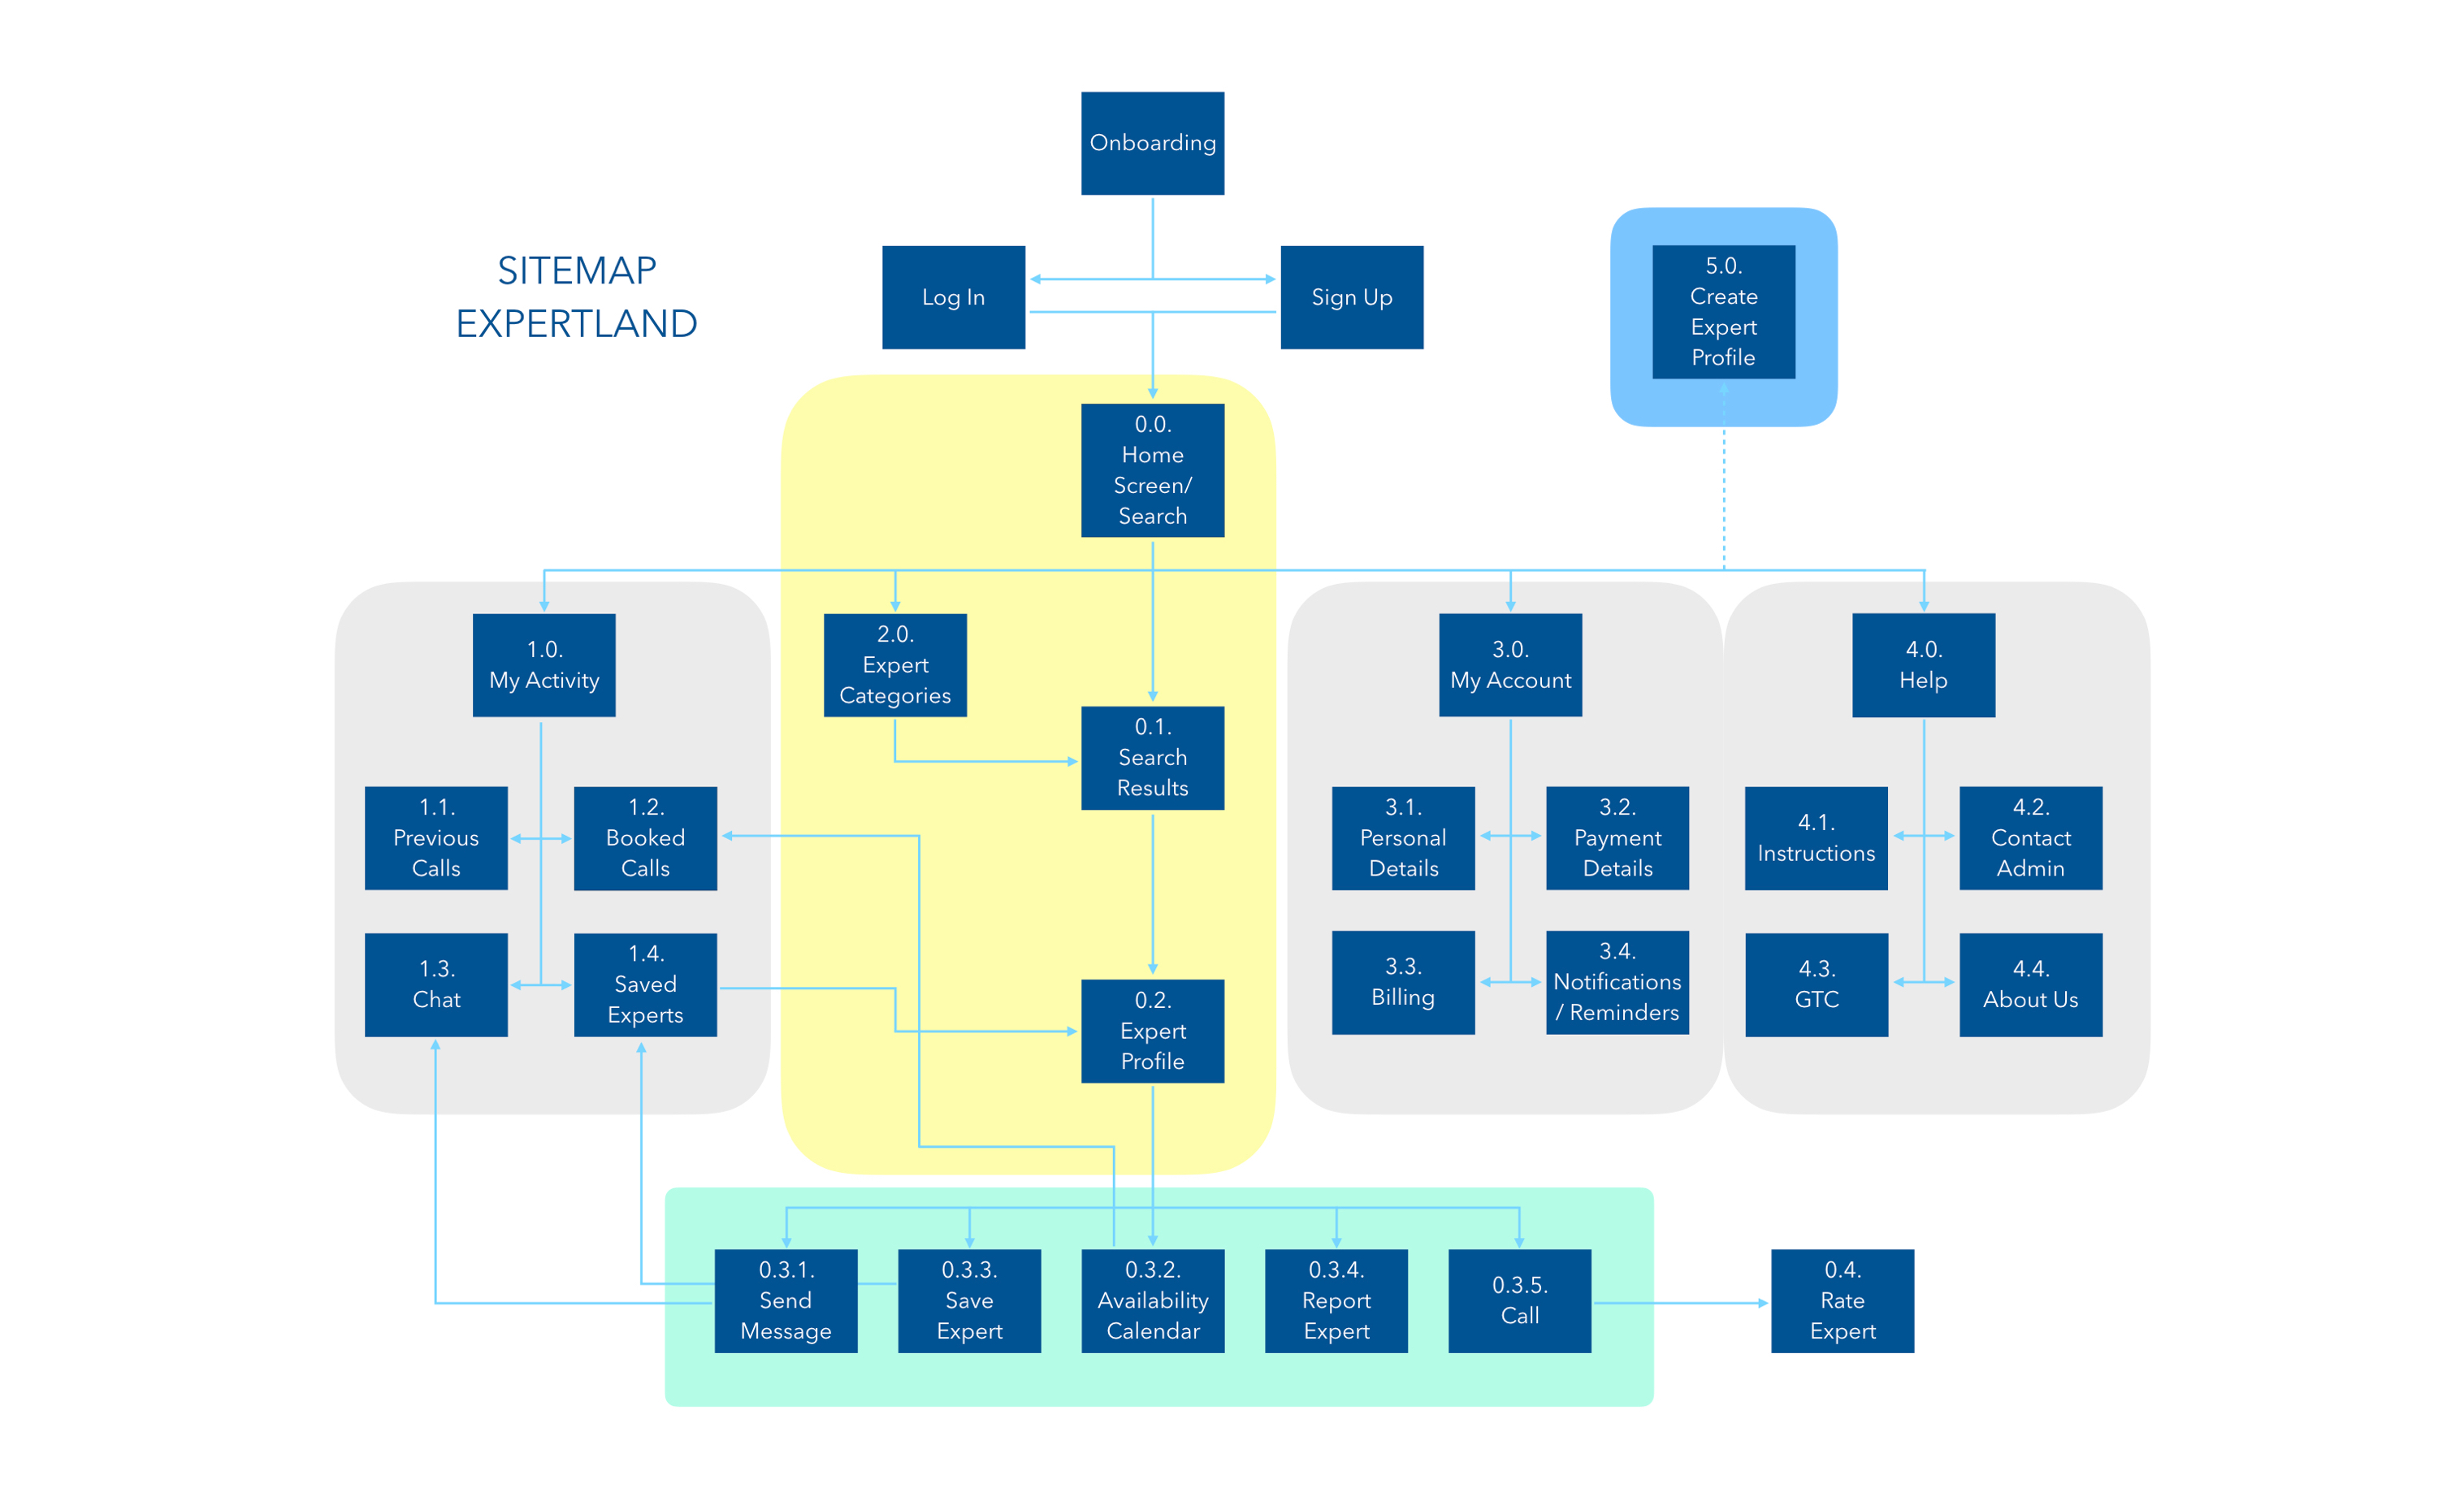 Onboarding
SITEMAP
EXPERTLAND
Log In
Sign Up
5.0.
Create
Expert
Profile
0.0.
Home
Screen/
Search
1.0.
My Activity
2.0.
Expert
Categories
3.0.
My Account
4.0.
Help
0.1.
Search
Results
1.1.
Previous
Calls
1.2.
Booked
Calls
3.1.
Personal
Details
3.2.
Payment
Details
4.1.
Instructions
4.2.
Contact
Admin
1.3.
Chat
1.4.
Saved
Experts
0.2.
Expert
Profile
3.3.
Billing
3.4.
Notifications
/ Reminders
4.3.
GTC
4.4.
About Us
0.3.1.
Send
Message
0.3.3.
Save
Expert
0.3.2.
Availability
Calendar
0.3.4.
Report
Expert
0.3.5.
Call
0.4.
Rate
Expert